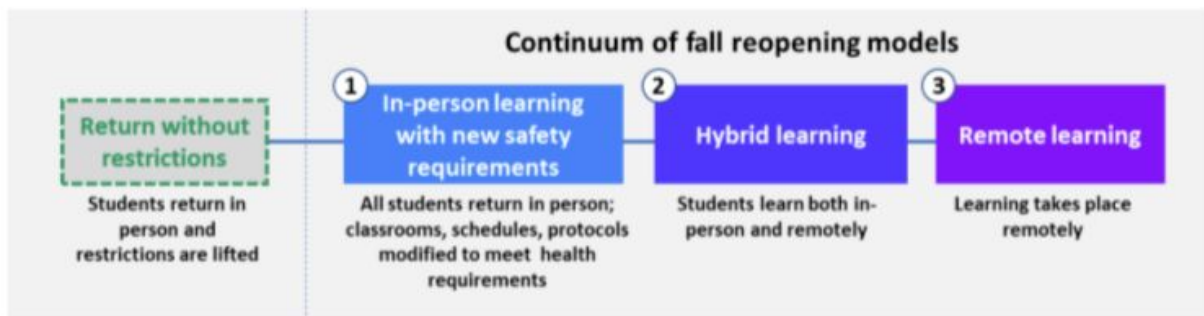 Continuum of fall reopening models
Return without
restrictions
Students return in
person and
restrictions are lifted
1
In-person learning
with new safety
requirements
All students return in person;
classrooms, schedules, protocols
modified to meet health
requirements
2
Hybrid learning
Students learn both in-
person and remotely
3
Remote learning
Learning takes place
remotely